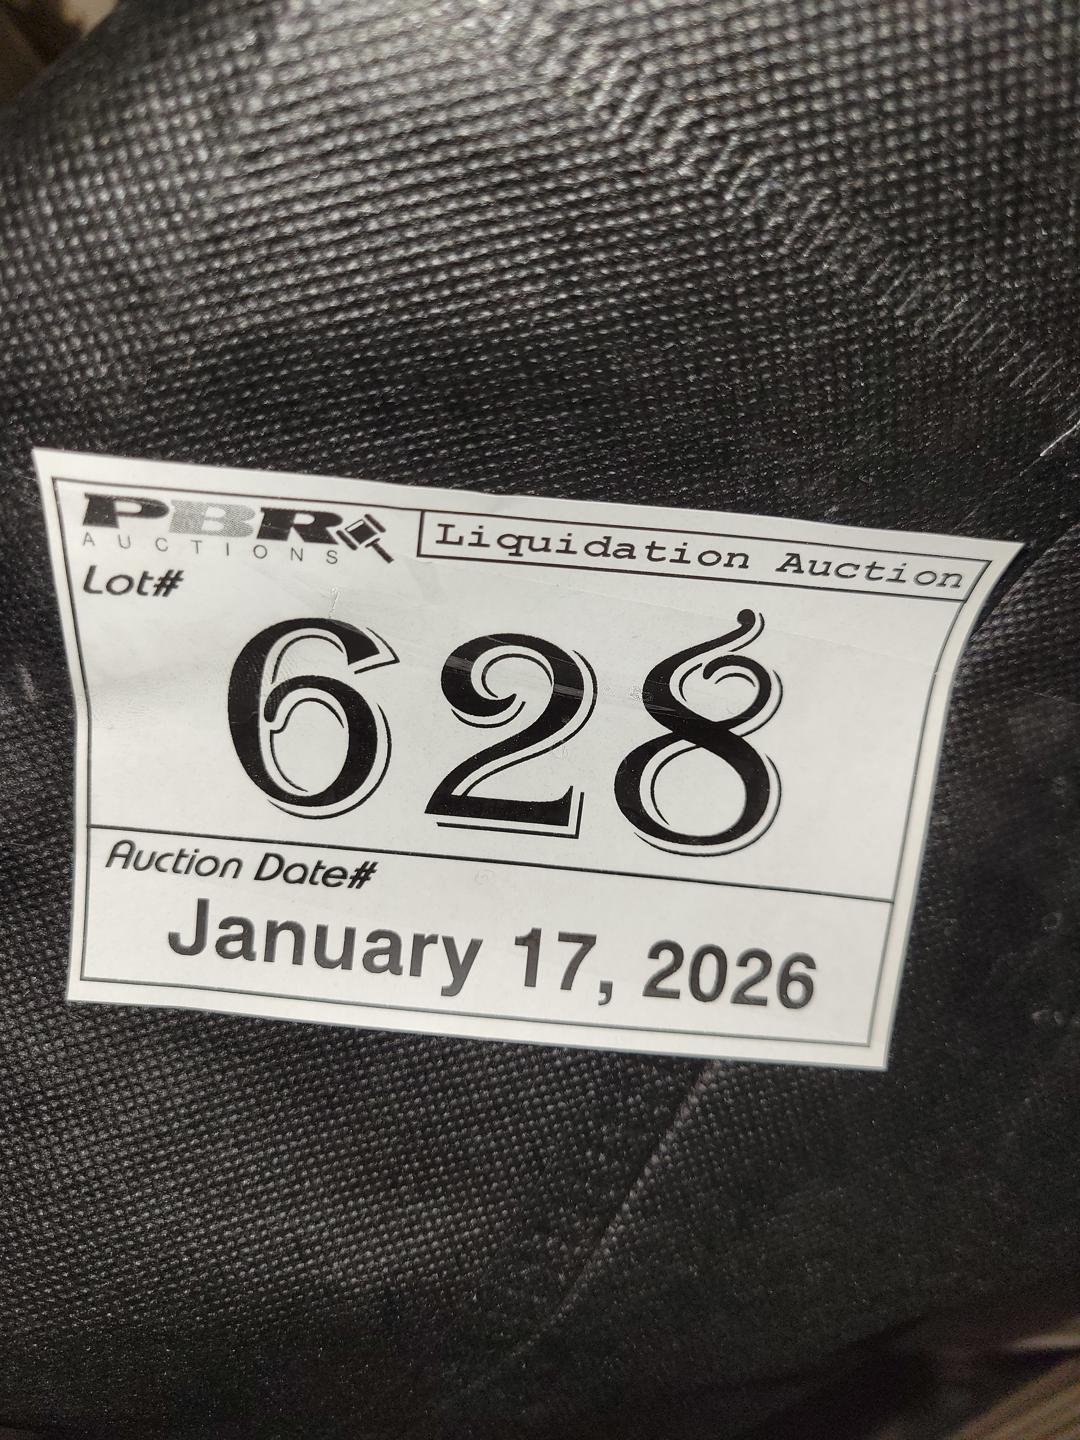 PBR
AUCTIONS
Liquidation Auction
Lot#
628
Auction Date#
January 17, 2026